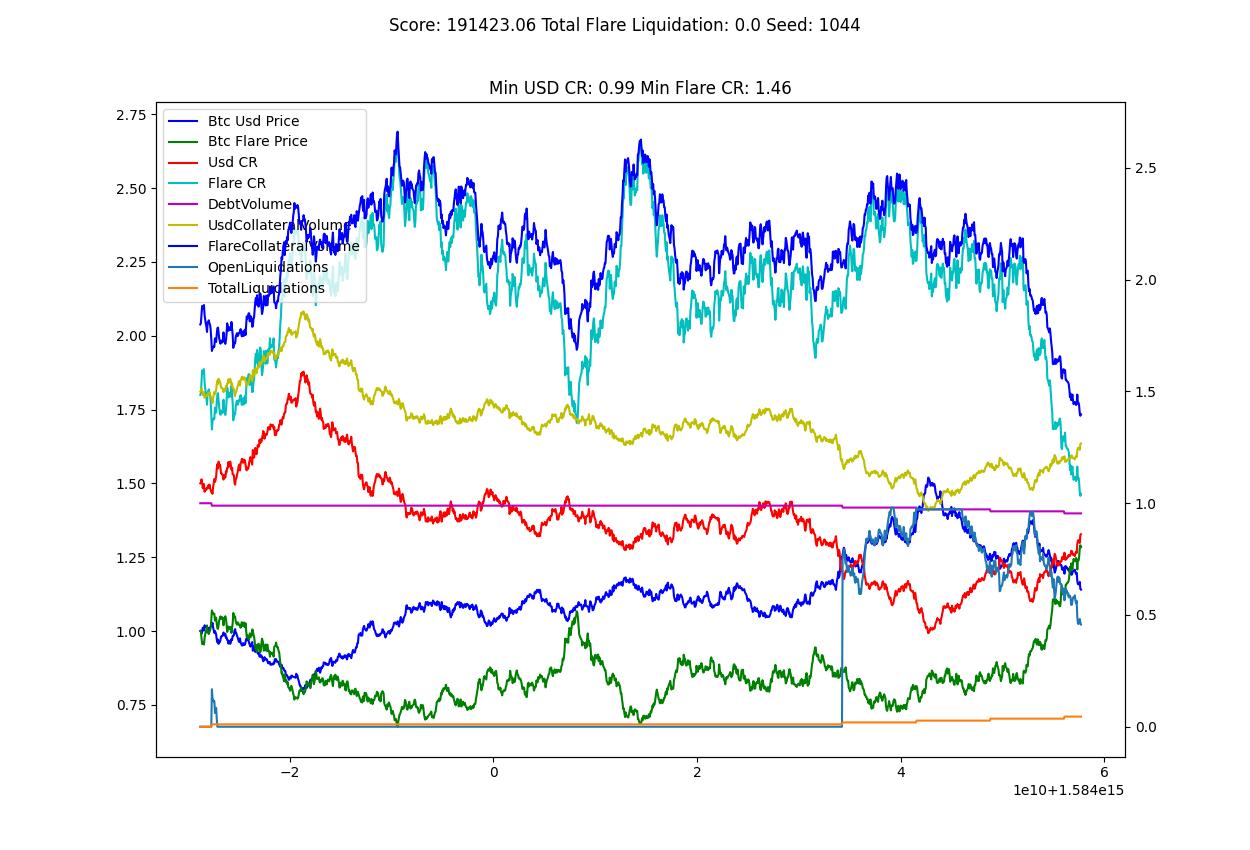 Score: 191423.06 Total Flare Liquidation: 0.0 Seed: 1044
Min USD CR: 0.99 Min Flare CR: 1.46
2.75
2.50
2.25
2.00
1.75
1.50
1.25
1.00
0.75
Btc Usd Price
Btc Flare Price
Usd CR
Flare CR
DebtVolume
UsdCollateralVolume
FlareCollateralVolume
OpenLiquidations
TotalLiquidations
2.5
2.0
1.5
1.0
0.5
0.0
−2
0
2
4
6
1e10+1.584e15